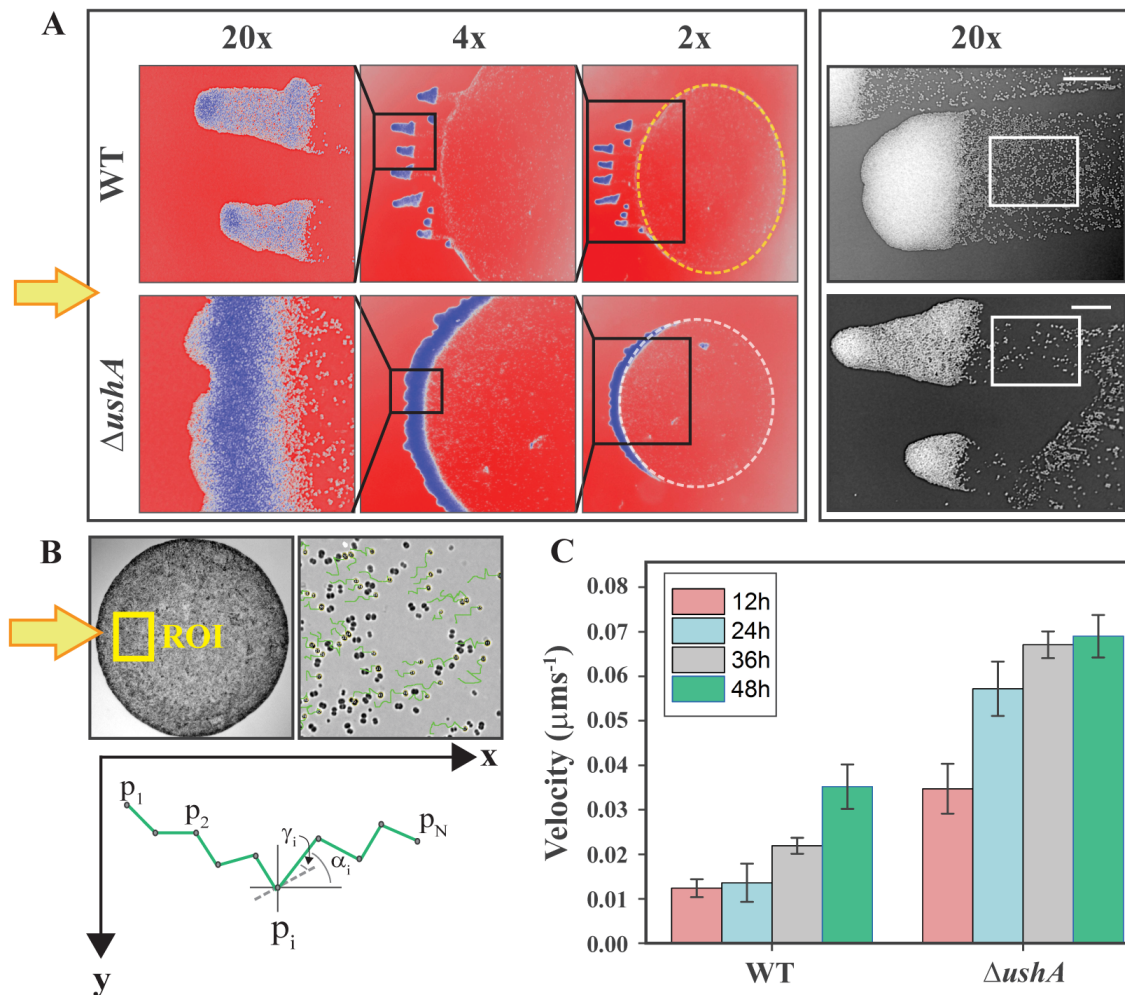 A
20x 4x 2x 20x
WT
ΔushA
B
ROI
x
p1
p2
pN
γi
αi
pi
y
C
Velocity (μms-1)
0.08
0.07
0.06
0.05
0.04
0.03
0.02
0.01
0.00
12h
24h
36h
48h
WT ΔushA